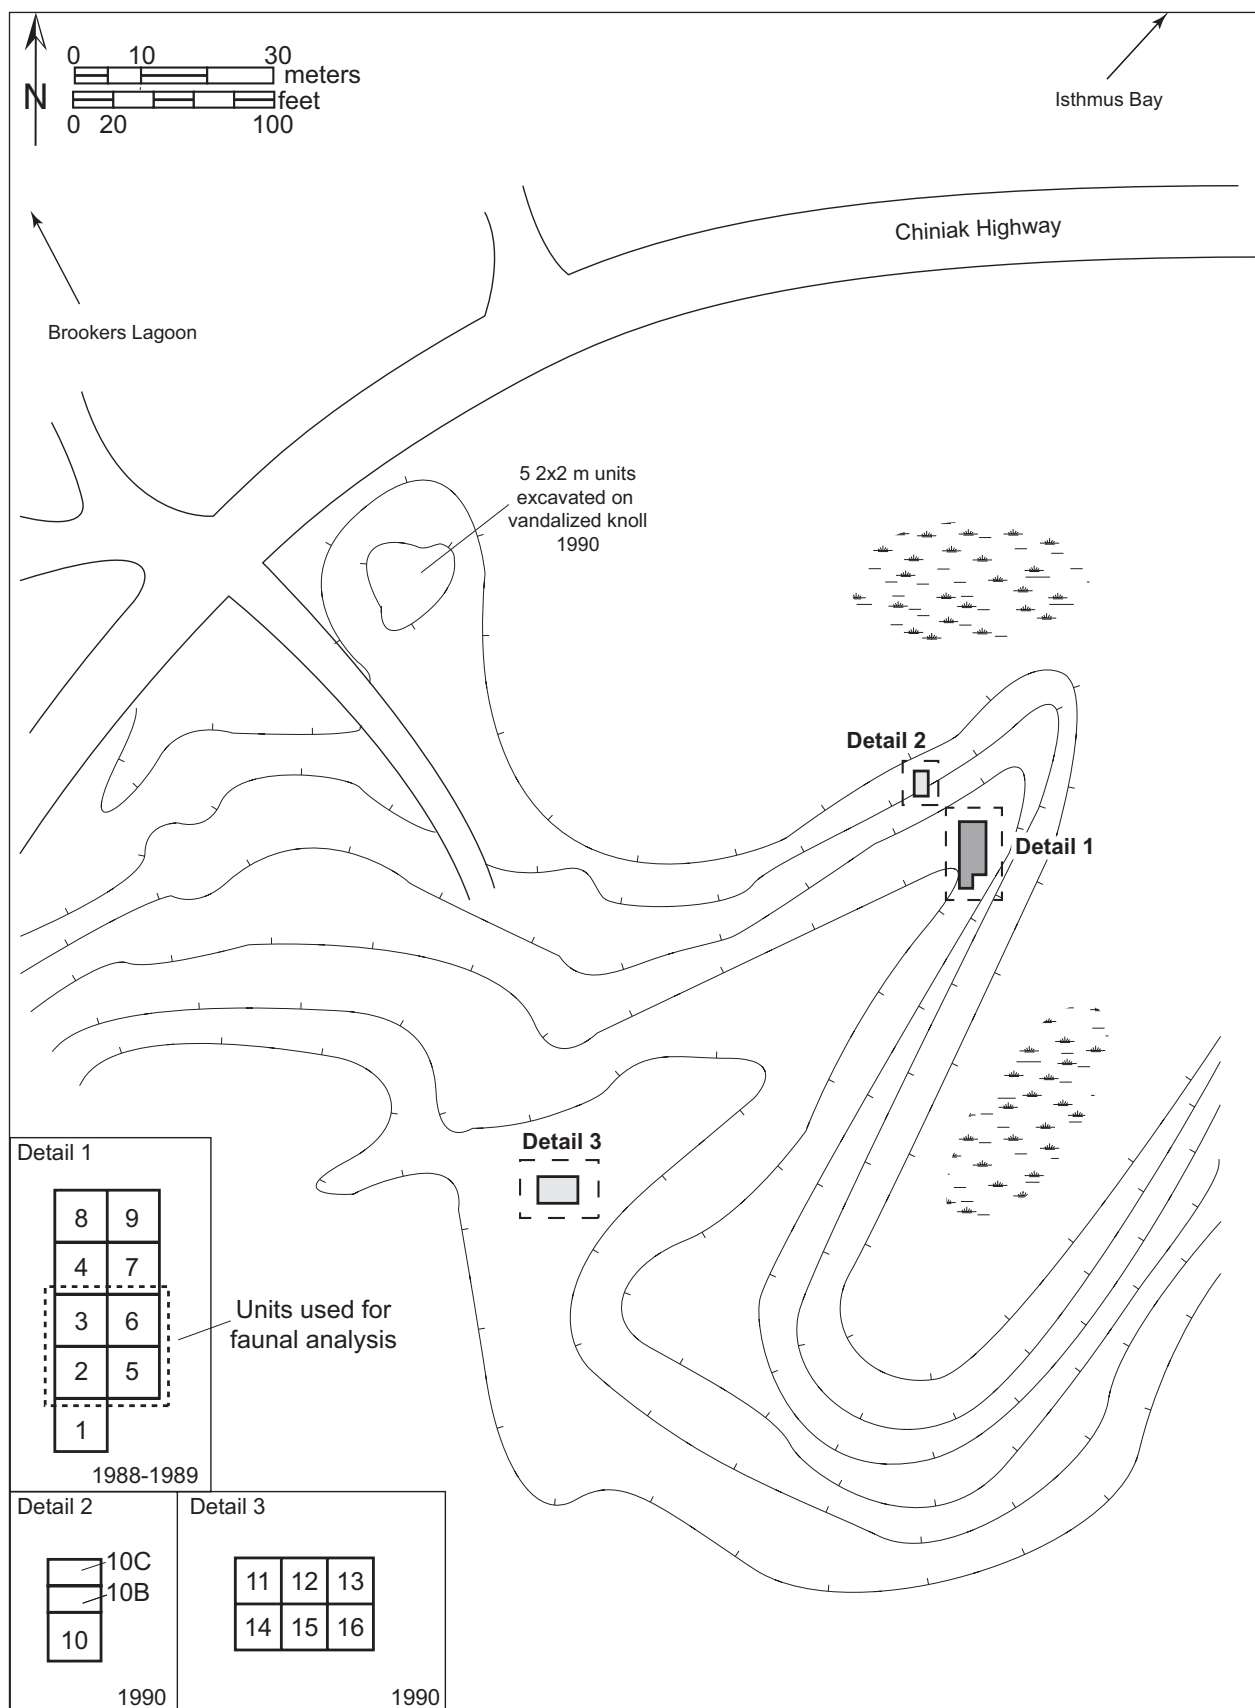 0 10 30
meters
N
feet
0 20 100
Isthmus Bay
Chiniak Highway
Brookers Lagoon
5 2x2 m units
excavated on
vandalized knoll
1990
Detail 2
Detail 1
Detail 3
Detail 1
8 9
4 7
3 6
2 5
1
Units used for
faunal analysis
1988-1989
Detail 2
10C
10B
10
1990
Detail 3
11 12 13
14 15 16
1990